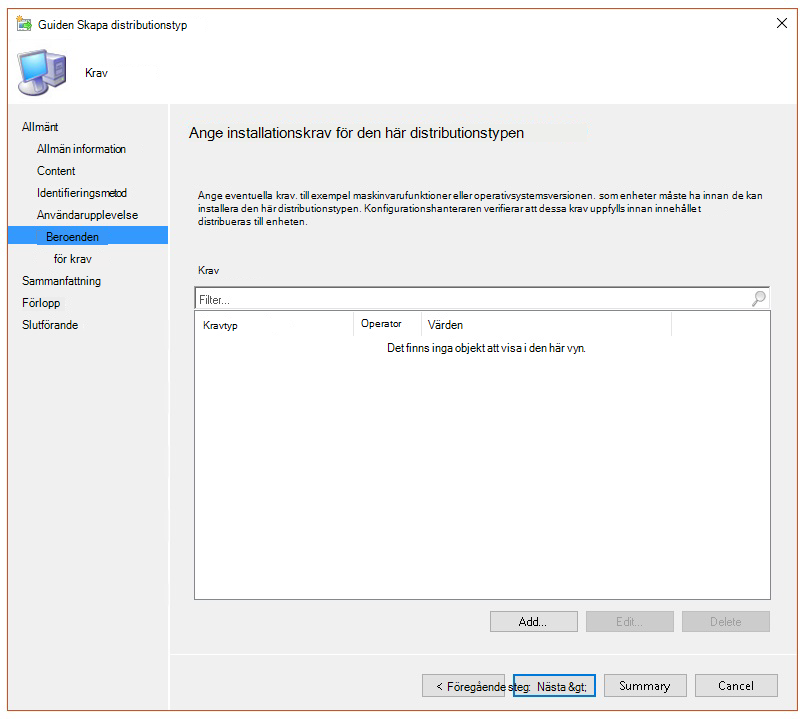 Guiden Skapa distributionstyp
Krav
Allmänt
Allmän information
Content
Identifieringsmetod
Användarupplevelse
Beroenden
för krav
Sammanfattning
Förlopp
Slutförande
Ange installationskrav för den här distributionstypen
Ange eventuella krav. till exempel maskinvarufunktioner eller operativsystemsversionen. som enheter måste ha innan de kan
installera den här distributionstypen. Konfigurationshanteraren verifierar att dessa krav uppfylls innan innehållet
distribueras till enheten.
Krav
Filter...
Kravtyp Operator Värden
Det finns inga objekt att visa i den här vyn.
Add... Edit... Delete
< Föregående steg: Nästa &gt; Summary Cancel